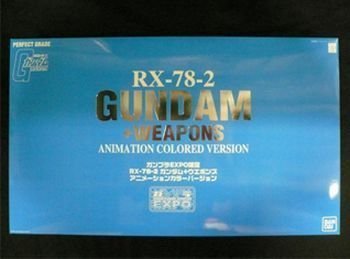 PERFECT GRADE
RX-78-2
GUNDAM
+WEAPONS
ANIMATION COLORED VERSION
ガンプラEXPO限定
RX-78-2 ガンダム+ウエポンズ
アニメーションカラーバージョン
EXPO
BAN
DAI